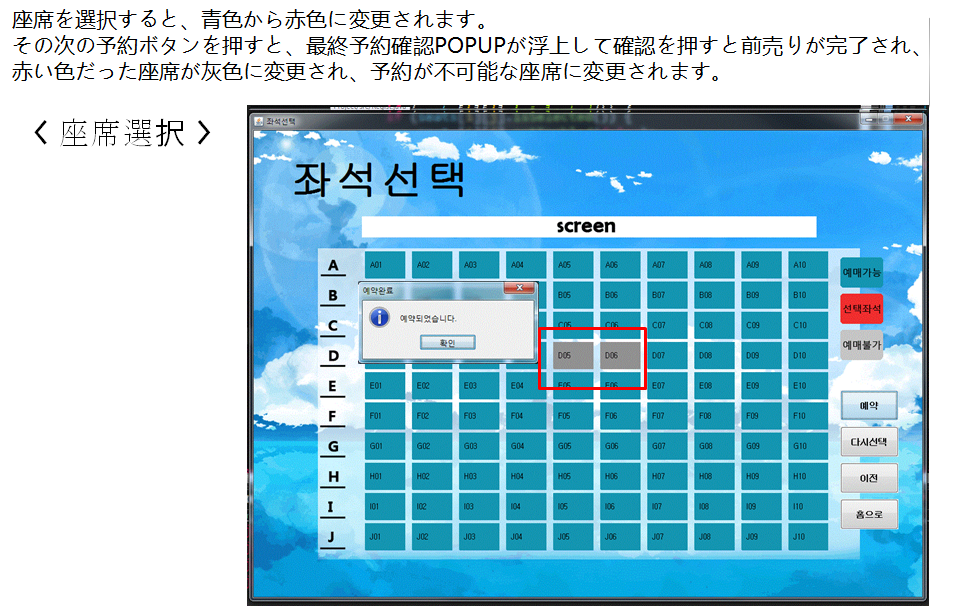 座席を選択すると、青色から赤色に変更されます。
その次の予約ボタンを押すと、最終予約確認POPUPが浮上して確認を押すと前売りが完了され、
赤い色だった座席が灰色に変更され、予約が不可能な座席に変更されます。
〈 座席選択 〉
좌석선택
좌석선택
screen
A A01 A02 A03 A04 A05 A06 A07 A08 A09 A10
예매가능
예약완료
B B05 B06 B07 B08 B09 B10
선택좌석
예약되었습니다.
C C05 C06 C07 C08 C09 C10
확인
예매불가
D D05 D06 D07 D08 D09 D10
E E01 E02 E03 E04 E05 E06 E07 E08 E09 E10
예약
F F01 F02 F03 F04 F05 F06 F07 F08 F09 F10
다시선택
G G01 G02 G03 G04 G05 G06 G07 G08 G09 G10
이전
H H01 H02 H03 H04 H05 H06 H07 H08 H09 H10
I I01 I02 I03 I04 I05 I06 I07 I08 I09 I10
홈으로
J J01 J02 J03 J04 J05 J06 J07 J08 J09 J10